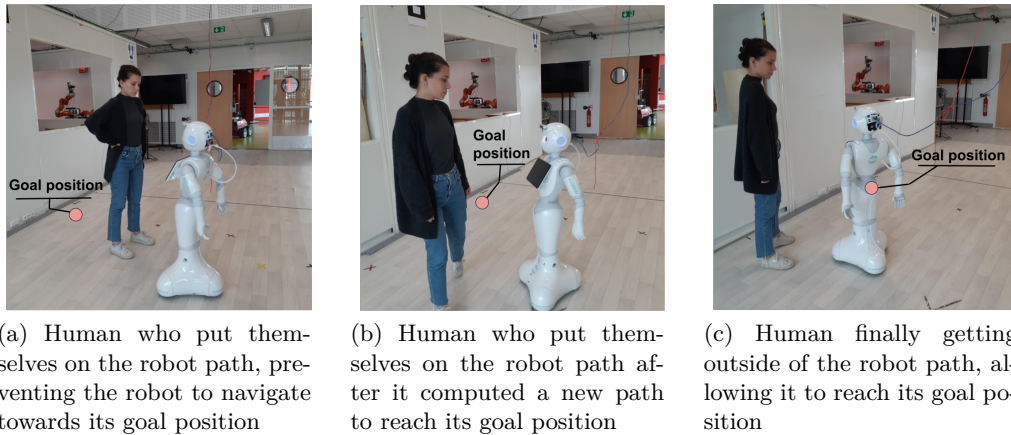 Goal position
Goal
position
Goal position
(a) Human who put them-
selves on the robot path, pre-
venting the robot to navigate
towards its goal position
(b) Human who put them-
selves on the robot path af-
ter it computed a new path
to reach its goal position
(c) Human finally getting
outside of the robot path, al-
lowing it to reach its goal po-
sition